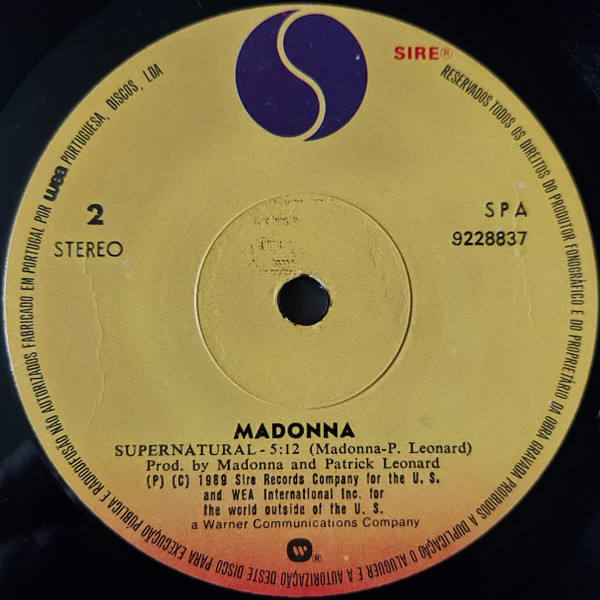 SIRE®
RESERVADOS TODOS OS DIREITOS DO PRODUTOR FONOGRÁFICO E DO PROPRIETÁRIO DA OBRA GRAVADA PROIBIDOS A DUPLICAÇÃO O ALUGUER E A AUTORIZAÇÃO DESTE DISCO PARA EXECUÇÃO PÚBLICA E RADIODIFUSÃO NÃO AUTORIZADOS FABRICADO EM PORTUGAL POR wea PORTUGUESA, DISCOS, LDA
2
STEREO
SPA
9228837
MADONNA
SUPERNATURAL - 5:12 (Madonna-P. Leonard)
Prod. by Madonna and Patrick Leonard
(P) (C) 1989 Sire Records Company for the U. S.
and WEA International Inc. for
the world outside of the U. S.
a Warner Communications Company
®